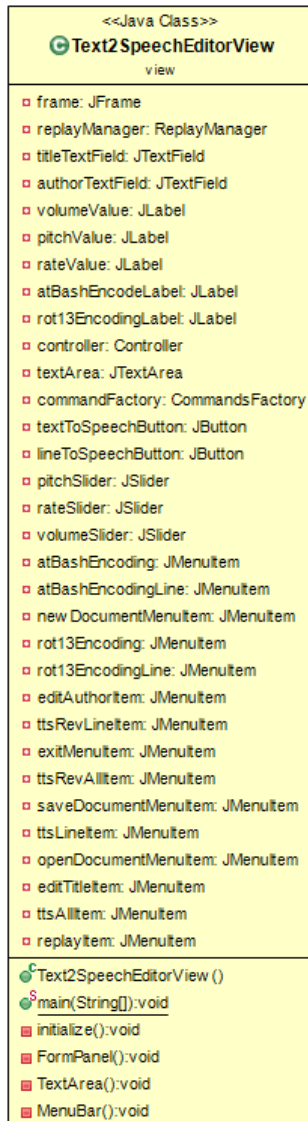 <<Java Class>>
Text2SpeechEditorView
view
frame: JFrame
replayManager: ReplayManager
titleTextField: JTextField
authorTextField: JTextField
volumeValue: JLabel
pitchValue: JLabel
rateValue: JLabel
atBashEncodeLabel: JLabel
rot13EncodingLabel: JLabel
controller: Controller
textArea: JTextArea
commandFactory: CommandsFactory
textToSpeechButton: JButton
lineToSpeechButton: JButton
pitchSlider: JSlider
rateSlider: JSlider
volumeSlider: JSlider
atBashEncoding: JMenuItem
atBashEncodingLine: JMenuItem
newDocumentMenuItem: JMenuItem
rot13Encoding: JMenuItem
rot13EncodingLine: JMenuItem
editAuthorItem: JMenuItem
ttsRevLineItem: JMenuItem
exitMenuItem: JMenuItem
ttsRevAllItem: JMenuItem
saveDocumentMenuItem: JMenuItem
ttsLineItem: JMenuItem
openDocumentMenuItem: JMenuItem
editTitleItem: JMenuItem
ttsAllItem: JMenuItem
replayItem: JMenuItem
Text2SpeechEditorView()
main(String[]):void
initialize():void
FormPanel():void
TextArea():void
MenuBar():void